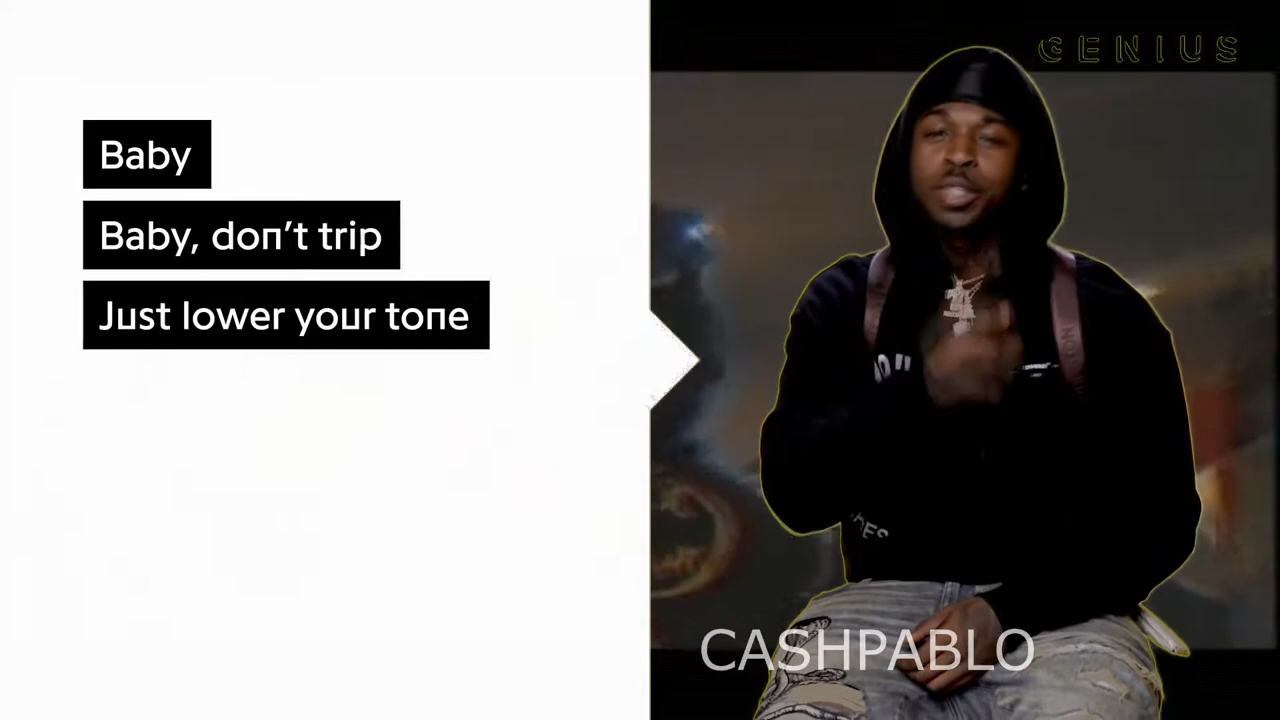 GENIUS
Baby
Baby, don’t trip
Just lower your tone
CASHPABLO